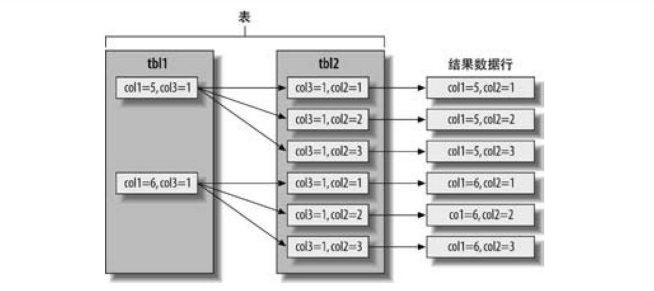 表
tbl1
tbl2
结果数据行
col1=5,col3=1
col3=1,col2=1
col1=5,col2=1
col3=1,col2=2
col1=5,col2=2
col3=1,col2=3
col1=5,col2=3
col1=6,col3=1
col3=1,col2=1
col1=6,col2=1
col3=1,col2=2
co1=6,col2=2
col3=1,col2=3
col1=6,col2=3